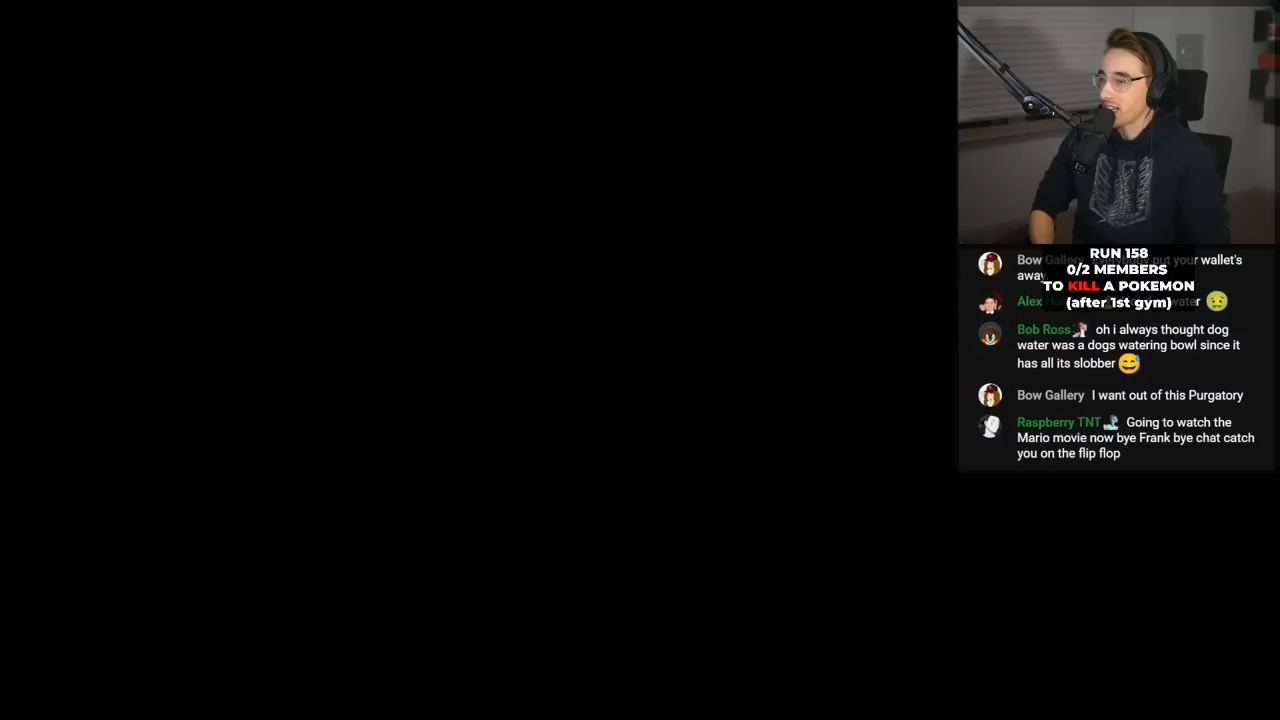 RUN 158
0/2 MEMBERS
TO KILL A POKEMON
(after 1st gym)
Bow put your wallet's
away
Alex
Bob Ross oh i always thought dog
water was a dogs watering bowl since it
has all its slobber
Bow Gallery I want out of this Purgatory
Raspberry TNT Going to watch the
Mario movie now bye Frank bye chat catch
you on the flip flop